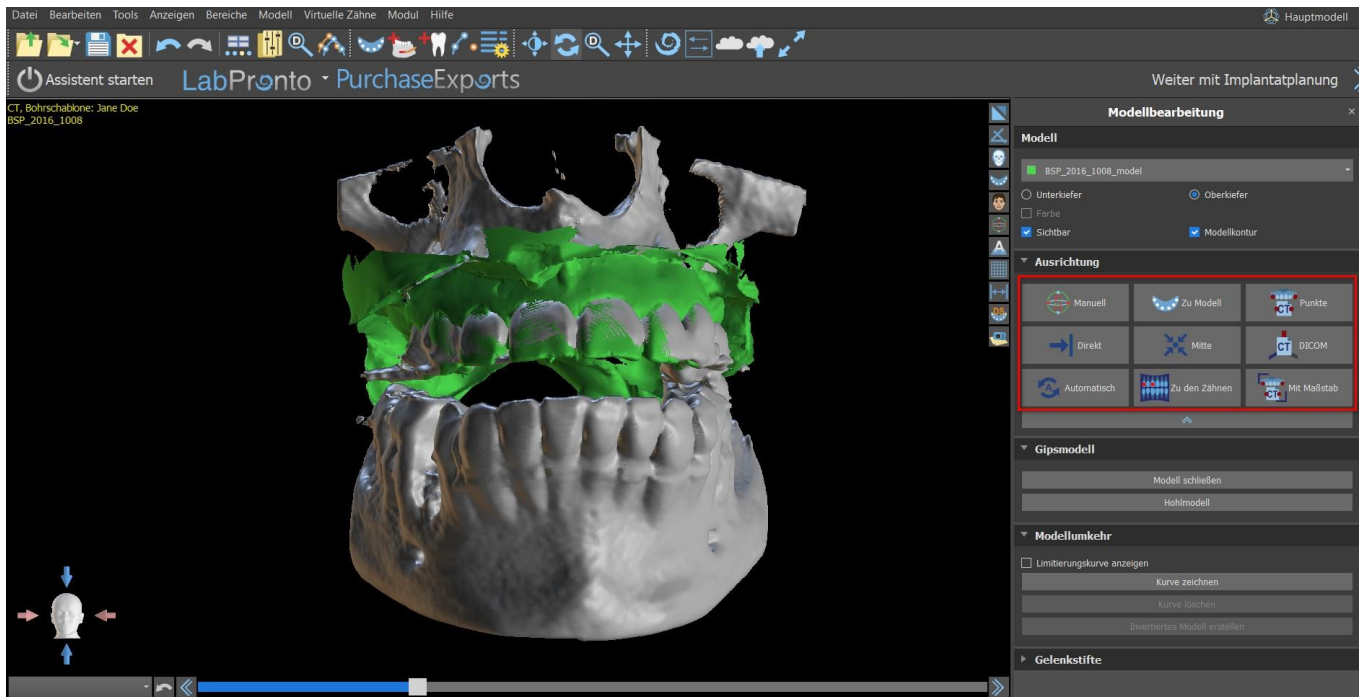 Datei Bearbeiten Tools Anzeigen Bereiche Modell Virtuelle Zähne Modul Hilfe
Hauptmodell
Assistent starten LabPronto PurchaseExports
Weiter mit Implantatplanung
CT, Bohrschablone: Jane Doe
BSP_2016_1008
Modellbearbeitung
Modell
BSP_2016_1008_model
Unterkiefer Oberkiefer
Farbe
Sichtbar Modellkontur
Ausrichtung
Manuell Zu Modell Punkte
Direkt Mitte DICOM
Automatisch Zu den Zähnen Mit Maßstab
Gipsmodell
Modell schließen
Hohlmodell
Modellumkehr
Limitierungskurve anzeigen
Kurve zeichnen
Kurve löschen
Invertiertes Modell erstellen
Gelenkstifte